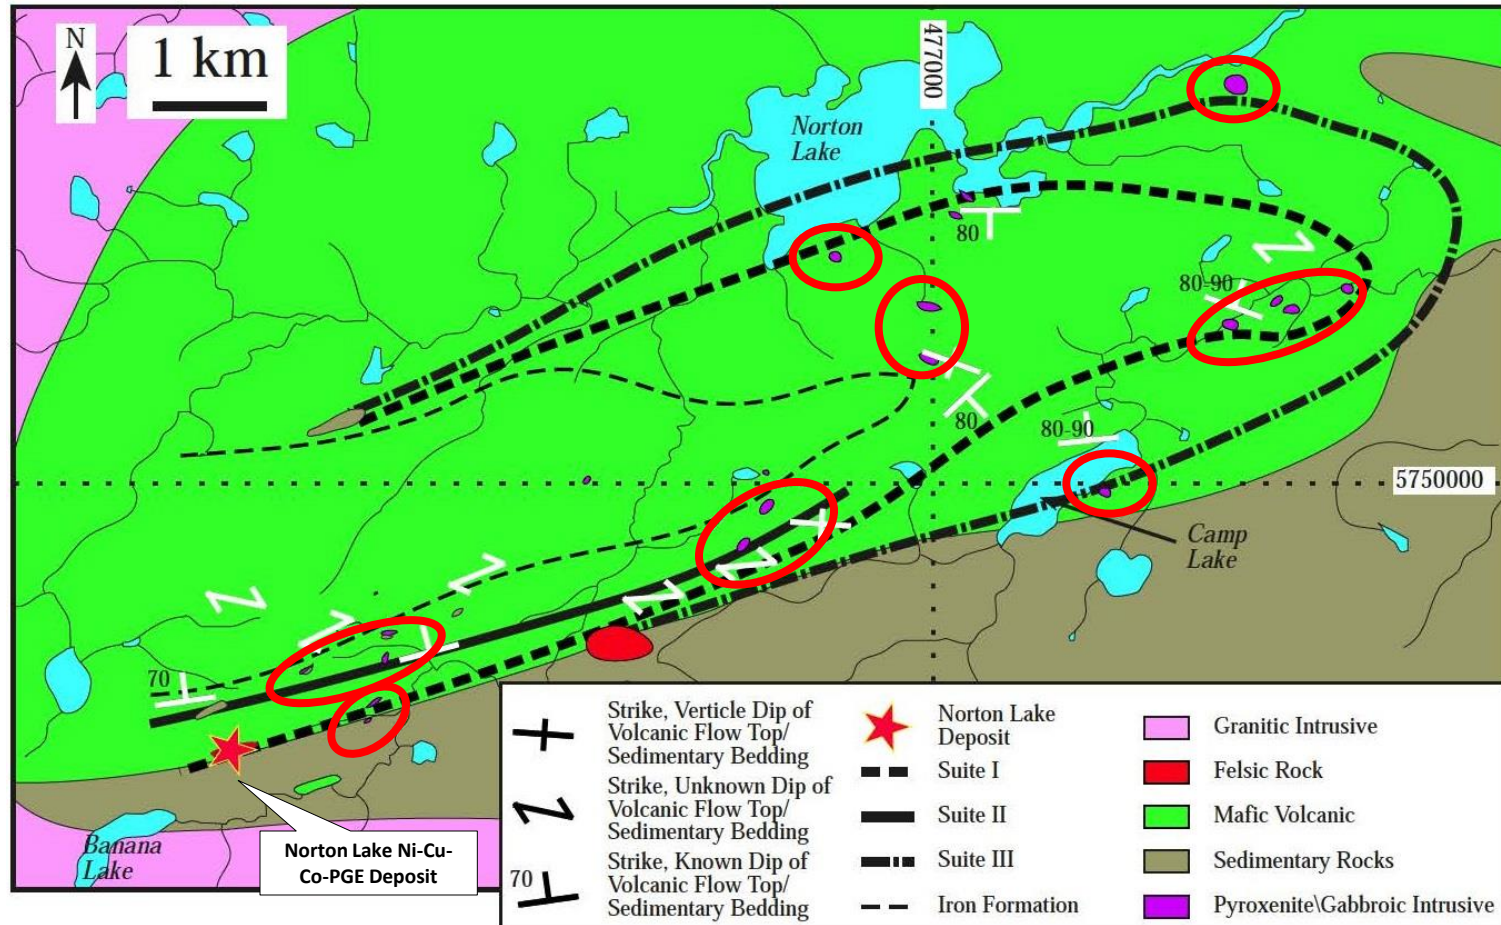 N
1 km
477000
Norton
Lake
80
80-90
80
80-90
5750000
Camp
Lake
70
Banana
Lake
Norton Lake Ni-Cu-
Co-PGE Deposit
Strike, Verticle Dip of
Volcanic Flow Top/
Sedimentary Bedding
Strike, Unknown Dip of
Volcanic Flow Top/
Sedimentary Bedding
70
Strike, Known Dip of
Volcanic Flow Top/
Sedimentary Bedding
Norton Lake
Deposit
Suite I
Suite II
Suite III
Iron Formation
Granitic Intrusive
Felsic Rock
Mafic Volcanic
Sedimentary Rocks
Pyroxenite\Gabbroic Intrusive